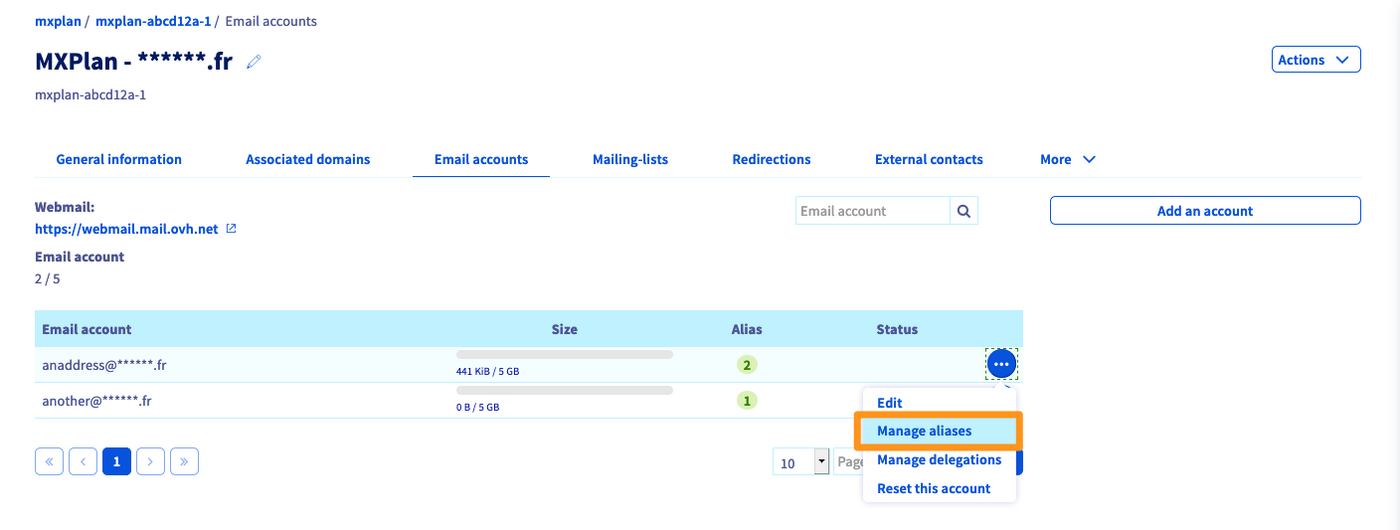 mxplan / mxplan-abcd12a-1 / Email accounts
MXPlan - ******.fr
Actions
mxplan-abcd12a-1
General information Associated domains Email accounts Mailing-lists Redirections External contacts More
Webmail:
https://webmail.mail.ovh.net
Email account
Add an account
Email account
2 / 5
Email account Size Alias Status
anaddress@******.fr 441 KiB / 5 GB 2
another@******.fr 0 B / 5 GB 1
Edit
Manage aliases
Manage delegations
Reset this account
« ‹ 1 › »
10 Page